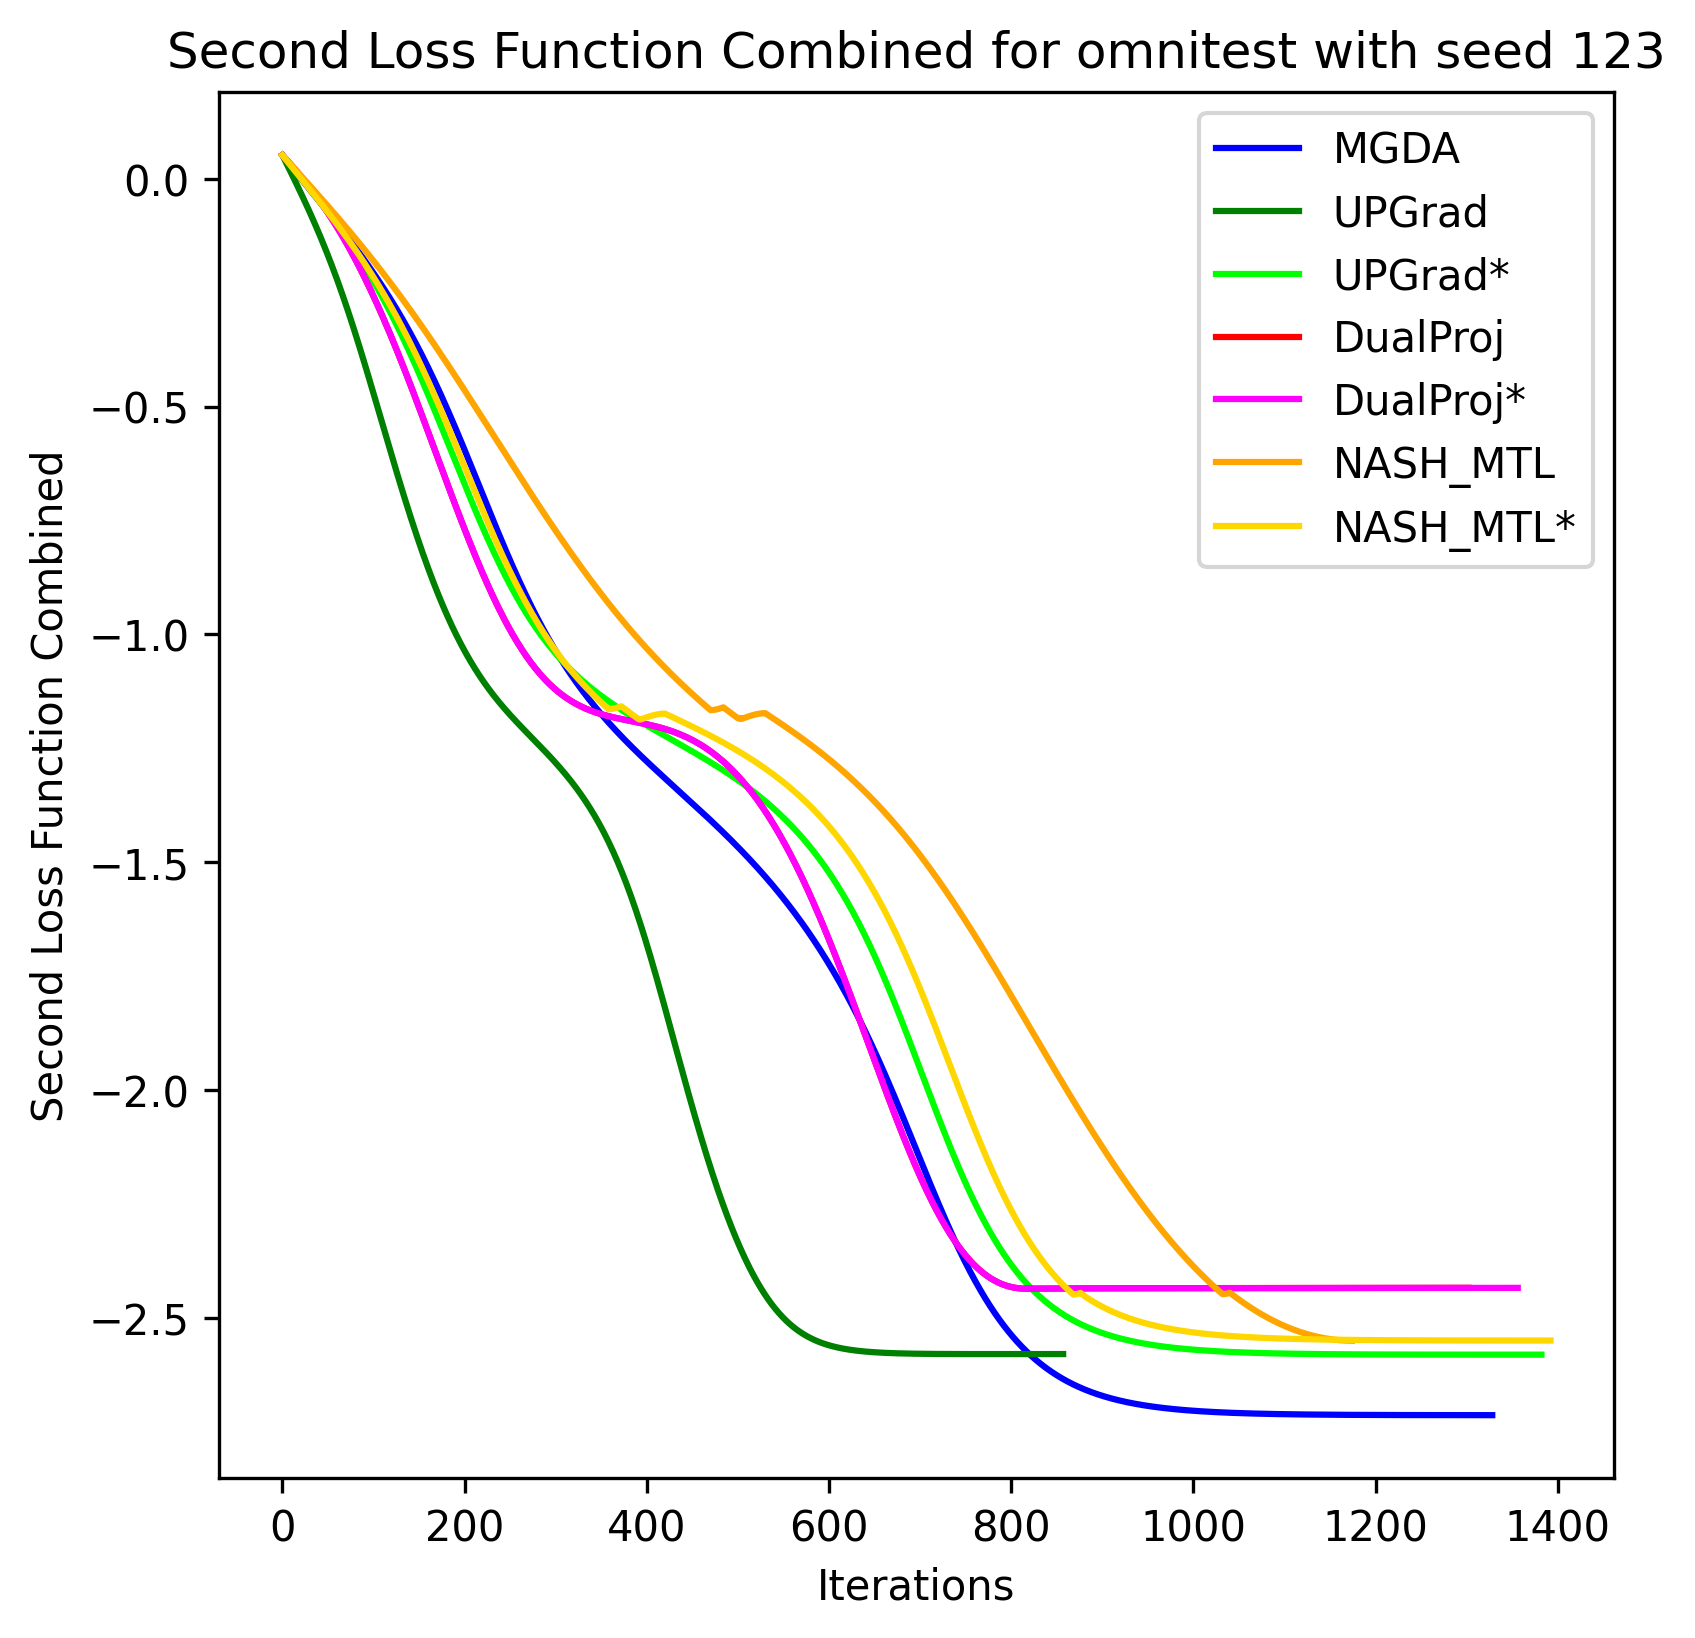 Second Loss Function Combined for omnitest with seed 123
MGDA
UPGrad
UPGrad*
DualProj
DualProj*
NASH_MTL
NASH_MTL*
Second Loss Function Combined
0.0
−0.5
−1.0
−1.5
−2.0
−2.5
0 200 400 600 800 1000 1200 1400
Iterations